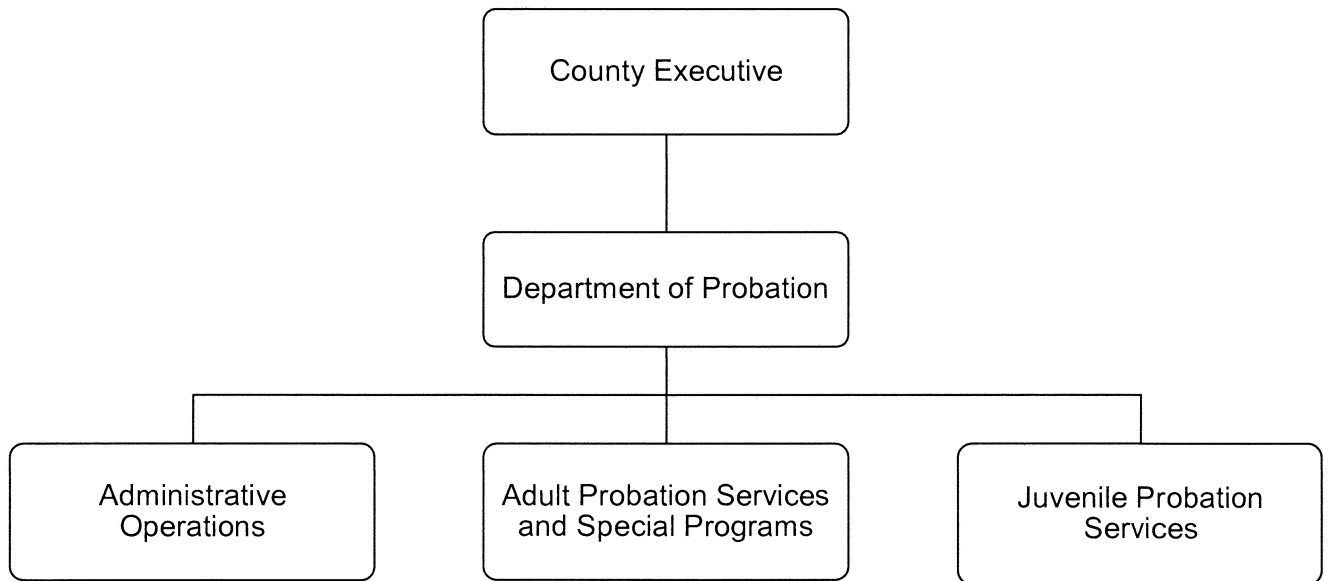 County Executive
Department of Probation
Administrative
Operations
Adult Probation Services
and Special Programs
Juvenile Probation
Services